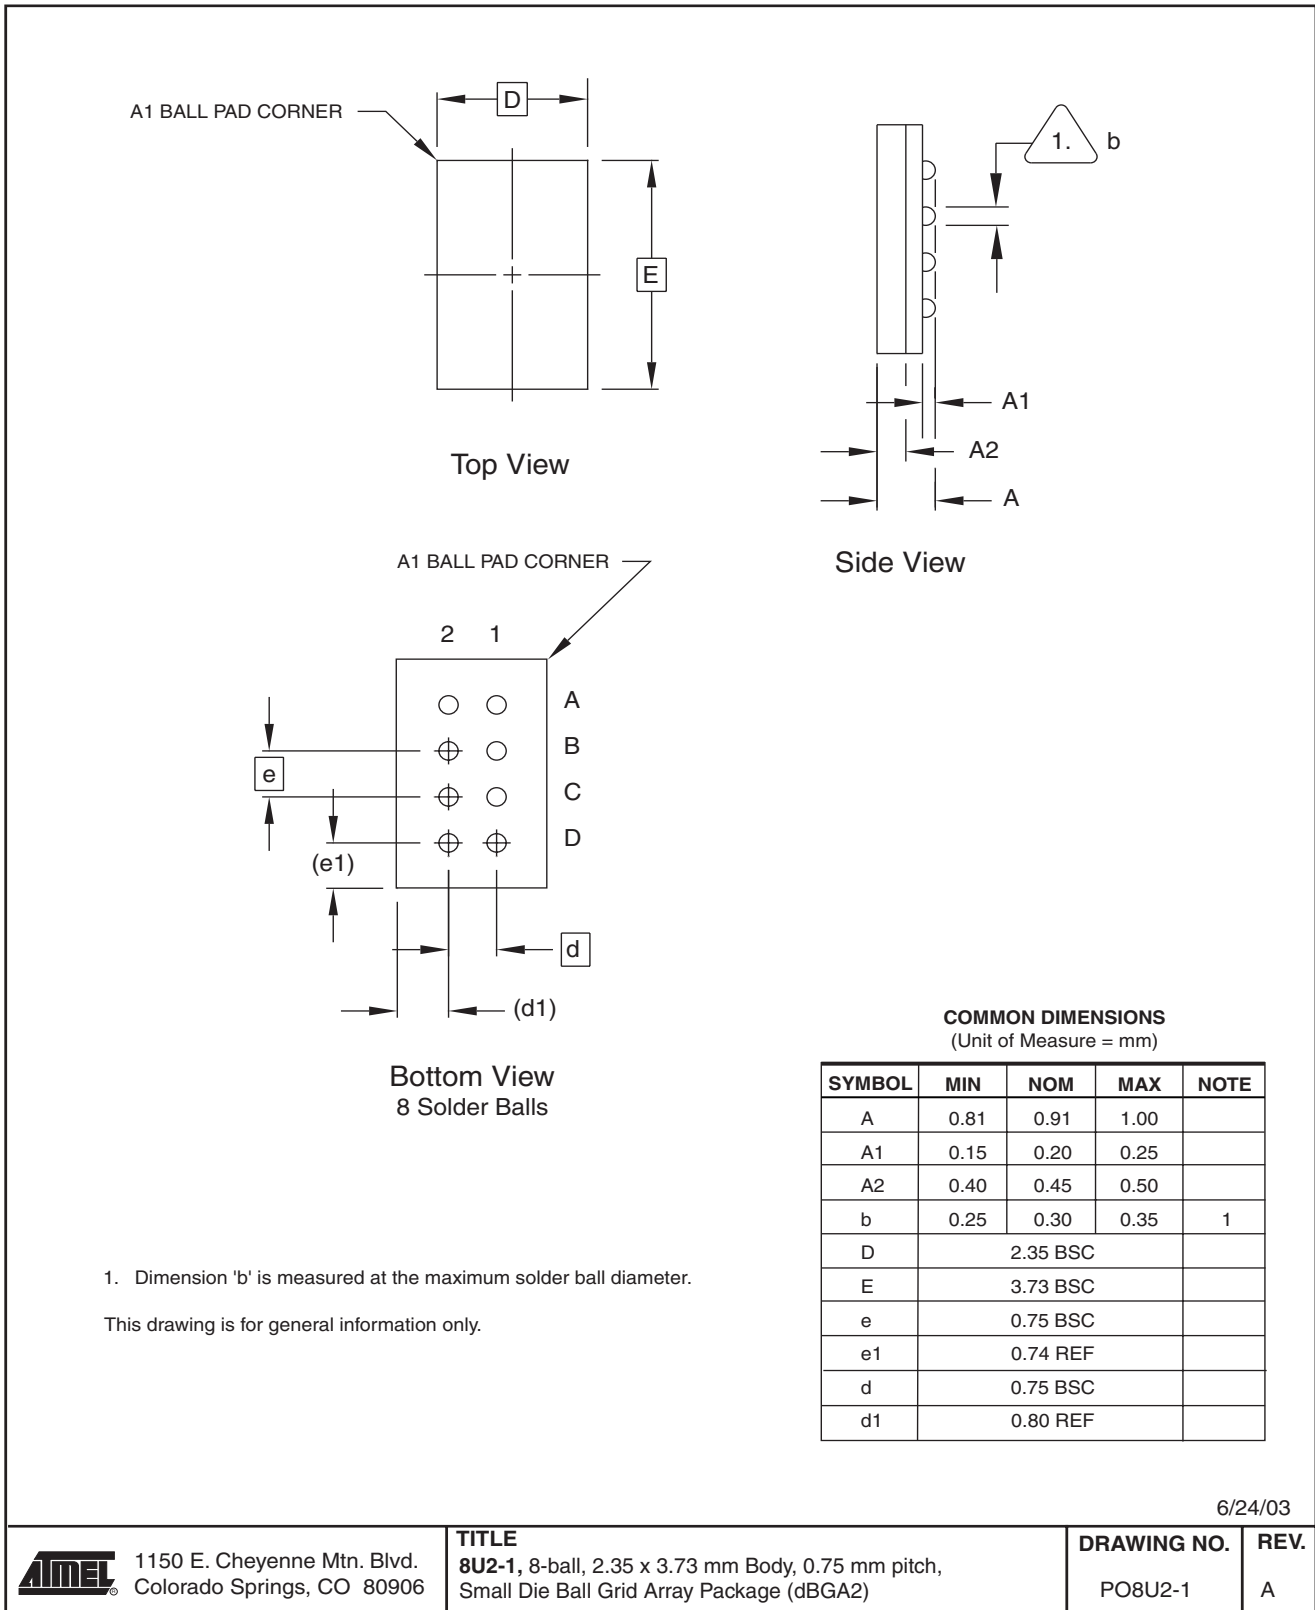 A1 BALL PAD CORNER
D
E
Top View
1. b
A1
A2
A
Side View
A1 BALL PAD CORNER
2 1
A
B
C
D
e
(e1)
d
(d1)
Bottom View
8 Solder Balls
COMMON DIMENSIONS
(Unit of Measure = mm)
SYMBOL MIN NOM MAX NOTE
A 0.81 0.91 1.00
A1 0.15 0.20 0.25
A2 0.40 0.45 0.50
b 0.25 0.30 0.35 1
D 2.35 BSC
E 3.73 BSC
e 0.75 BSC
e1 0.74 REF
d 0.75 BSC
d1 0.80 REF
1. Dimension 'b' is measured at the maximum solder ball diameter.
This drawing is for general information only.
6/24/03
ATMEL®
1150 E. Cheyenne Mtn. Blvd.
Colorado Springs, CO 80906
TITLE
8U2-1, 8-ball, 2.35 x 3.73 mm Body, 0.75 mm pitch,
Small Die Ball Grid Array Package (dBGA2)
DRAWING NO.
PO8U2-1
REV.
A